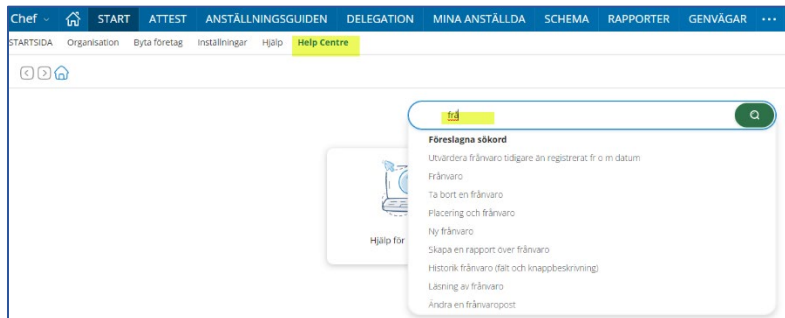 Chef START ATTEST ANSTÄLLNINGSGUIDEN DELEGATION MINA ANSTÄLLDA SCHEMA RAPPORTER GENVÄGAR ...
STARTSIDA Organisation Byta företag Inställningar Hjälp Help Centre
frå
Föreslagna sökord
Utvärdera frånvaro tidigare än registrerat fr o m datum
Frånvaro
Ta bort en frånvaro
Placering och frånvaro
Ny frånvaro
Hjälp för
Skapa en rapport över frånvaro
Historik frånvaro (fält och knappbeskrivning)
Läsning av frånvaro
Ändra en frånvaropost